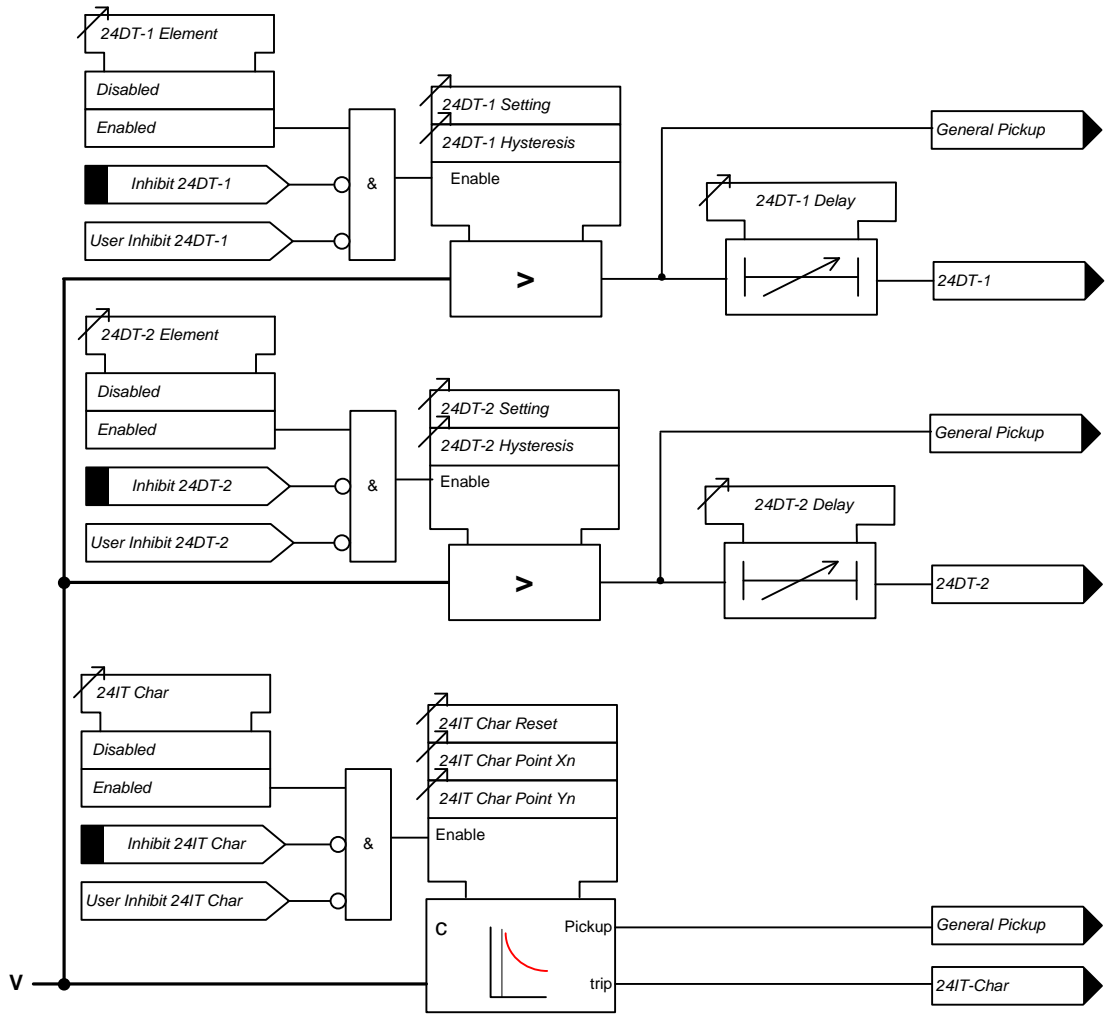 24DT-1 Element
Disabled
Enabled
Inhibit 24DT-1
User Inhibit 24DT-1
&
24DT-1 Setting
24DT-1 Hysteresis
Enable
>
General Pickup
24DT-1 Delay
24DT-1
24DT-2 Element
Disabled
Enabled
Inhibit 24DT-2
User Inhibit 24DT-2
&
24DT-2 Setting
24DT-2 Hysteresis
Enable
>
General Pickup
24DT-2 Delay
24DT-2
24IT Char
Disabled
Enabled
Inhibit 24IT Char
User Inhibit 24IT Char
&
24IT Char Reset
24IT Char Point Xn
24IT Char Point Yn
Enable
C
Pickup
trip
General Pickup
24IT-Char
V